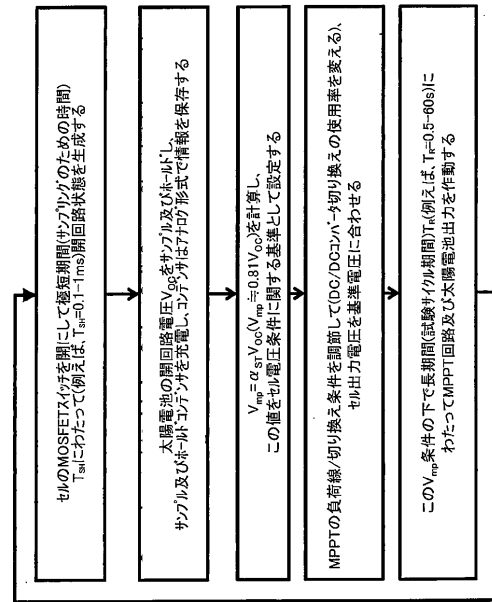 セルのMOSFETスイッチを開にして極短期間(サンプリングのための時間)
T_SHにわたって(例えば、T_SH=0.1−1ms)開回路状態を生成する
太陽電池の開回路電圧V_OCをサンプル及びホールドし、
サンプル及びホールドコンデンサを充電し、コンデンサはアナログ形式で情報を保存する
V_mp=α_ST V_OC(V_mp≒0.81V_OC)を計算し、
この値をセル電圧条件に関する基準として設定する
MPPTの負荷線/切り換え条件を調節して(DC/DCコンバータ切り換えの使用率を変える)、
セル出力電圧を基準電圧に合わせる
このV_mp条件の下で長期間(試験サイクル期間)T_R(例えば、T_R=0.5-60s)に
わたってMPPT回路及び太陽電池出力を作動する